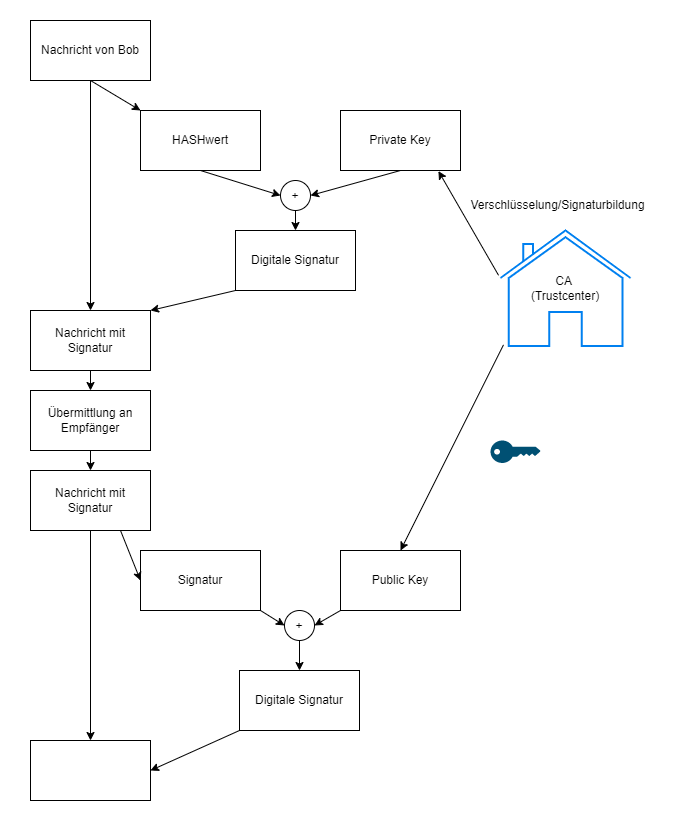 Nachricht von Bob
HASHwert
Private Key
+
Verschlüsselung/Signaturbildung
Digitale Signatur
CA
(Trustcenter)
Nachricht mit
Signatur
Übermittlung an
Empfänger
Nachricht mit
Signatur
Signatur
Public Key
+
Digitale Signatur